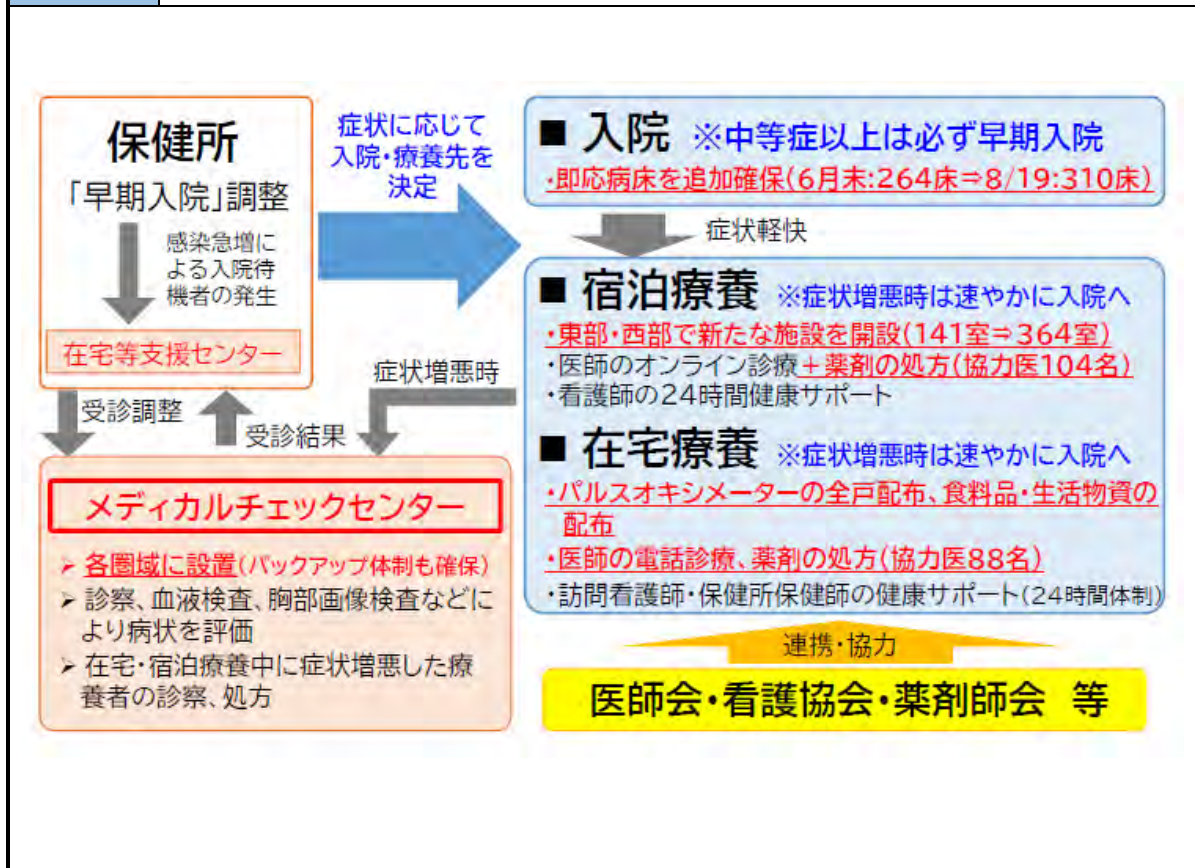 保健所
「早期入院」調整
感染急増に
よる入院待
機者の発生
在宅等支援センター
受診調整
受診結果
症状に応じて
入院・療養先を
決定
症状増悪時
メディカルチェックセンター
➢ 各圏域に設置(バックアップ体制も確保)
➢ 診察、血液検査、胸部画像検査などに
より病状を評価
➢ 在宅・宿泊療養中に症状増悪した療
養者の診察、処方
■ 入院 ※中等症以上は必ず早期入院
・即応病床を追加確保(6月末:264床⇒8/19:310床)
症状軽快
■ 宿泊療養 ※症状増悪時は速やかに入院へ
・東部・西部で新たな施設を開設(141室⇒364室)
・医師のオンライン診療+薬剤の処方(協力医104名)
・看護師の24時間健康サポート
■ 在宅療養 ※症状増悪時は速やかに入院へ
・パルスオキシメーターの全戸配布、食料品・生活物資の
配布
・医師の電話診療、薬剤の処方(協力医88名)
・訪問看護師・保健所保健師の健康サポート(24時間体制)
連携・協力
医師会・看護協会・薬剤師会 等